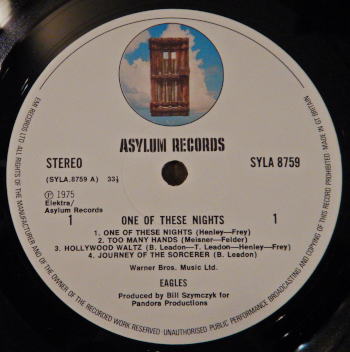 ASYLUM RECORDS
STEREO
SYLA 8759
(SYLA.8759 A) 33⅓
Ⓟ 1975
Elektra/
Asylum Records
1 ONE OF THESE NIGHTS 1
1. ONE OF THESE NIGHTS (Henley—Frey)
2. TOO MANY HANDS (Meisner—Felder)
3. HOLLYWOOD WALTZ (B. Leadon—T. Leadon—Henley—Frey)
4. JOURNEY OF THE SORCERER (B. Leadon)
Warner Bros. Music Ltd.
EAGLES
Produced by Bill Szymczyk for
Pandora Productions
EMI RECORDS LTD ALL RIGHTS OF THE MANUFACTURER AND OF THE OWNER OF THE RECORDED WORK RESERVED UNAUTHORISED PUBLIC PERFORMANCE BROADCASTING AND COPYING OF THIS RECORD PROHIBITED MADE IN GT BRITAIN